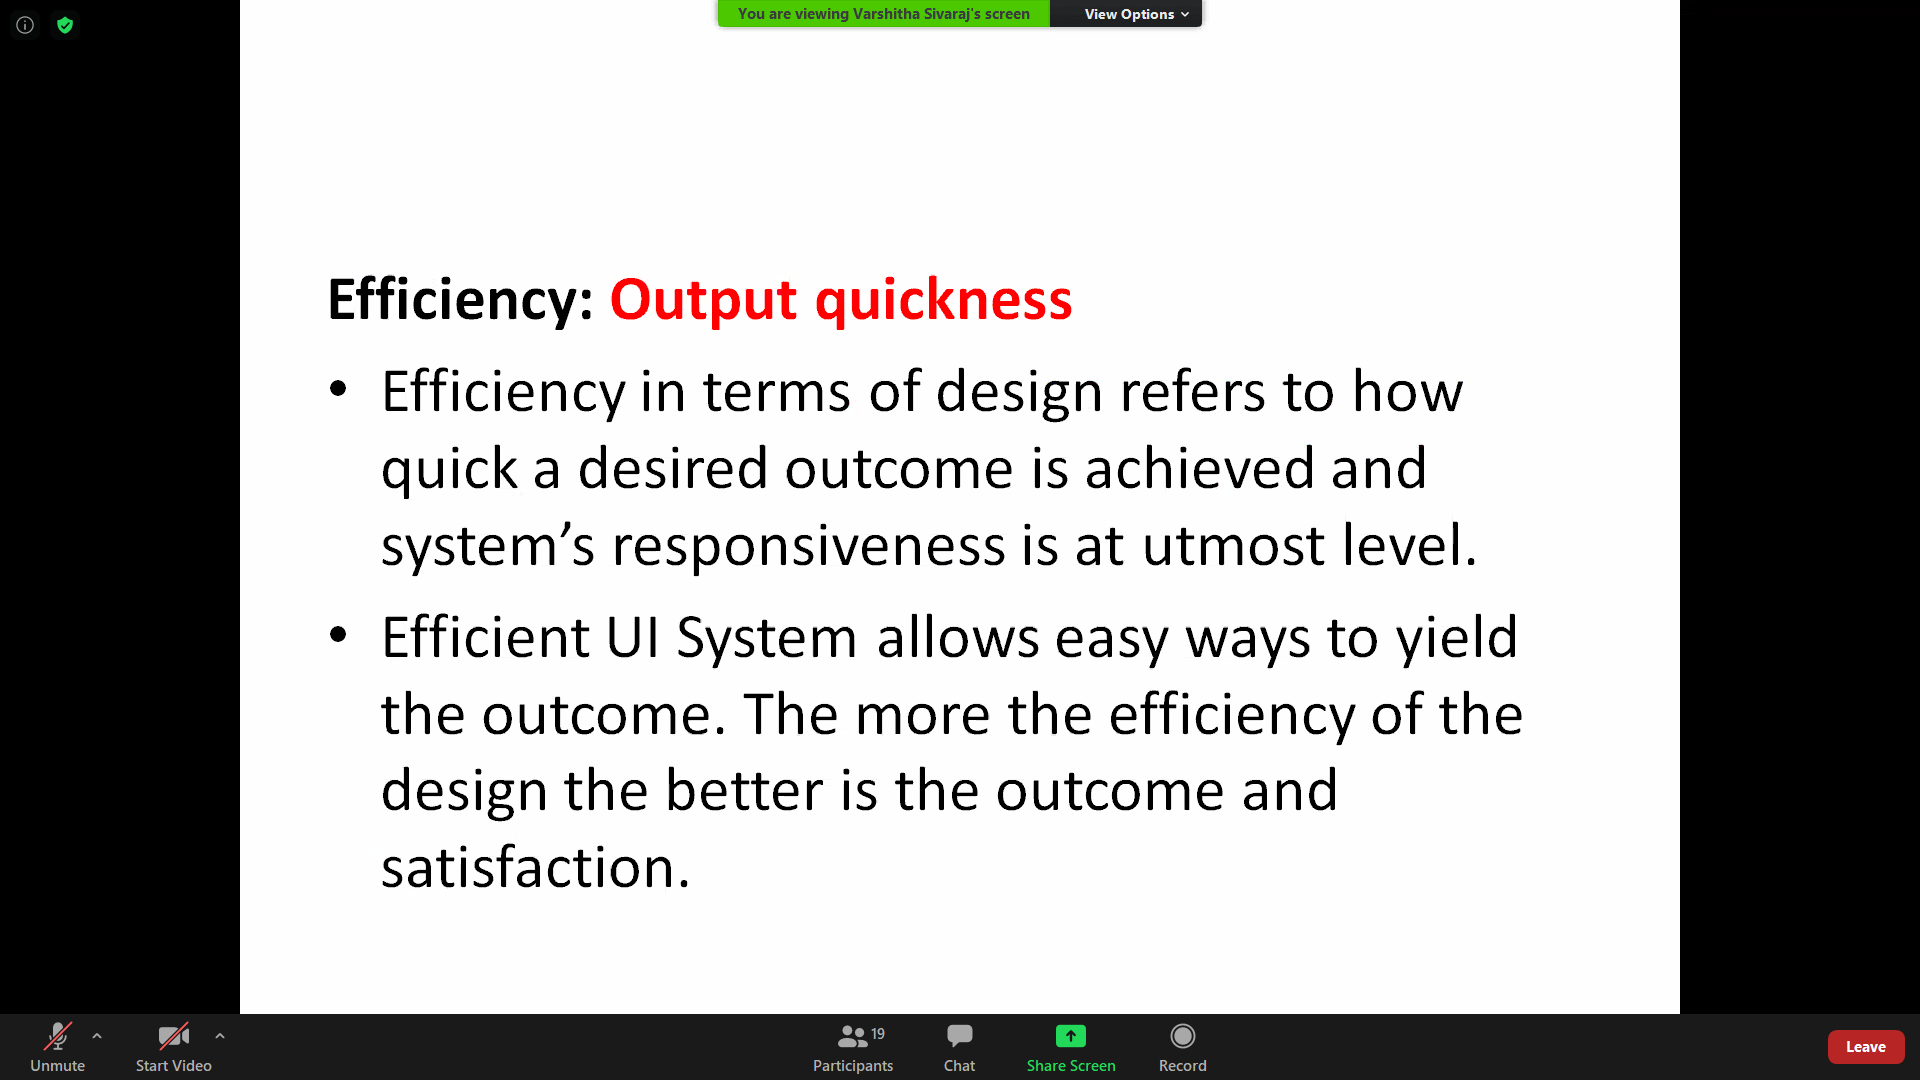 You are viewing Varshitha Sivaraj's screen
View Options
Efficiency: Output quickness
• Efficiency in terms of design refers to how
quick a desired outcome is achieved and
system’s responsiveness is at utmost level.
• Efficient UI System allows easy ways to yield
the outcome. The more the efficiency of the
design the better is the outcome and
satisfaction.
Unmute
Start Video
19
Participants
Chat
Share Screen
Record
Leave